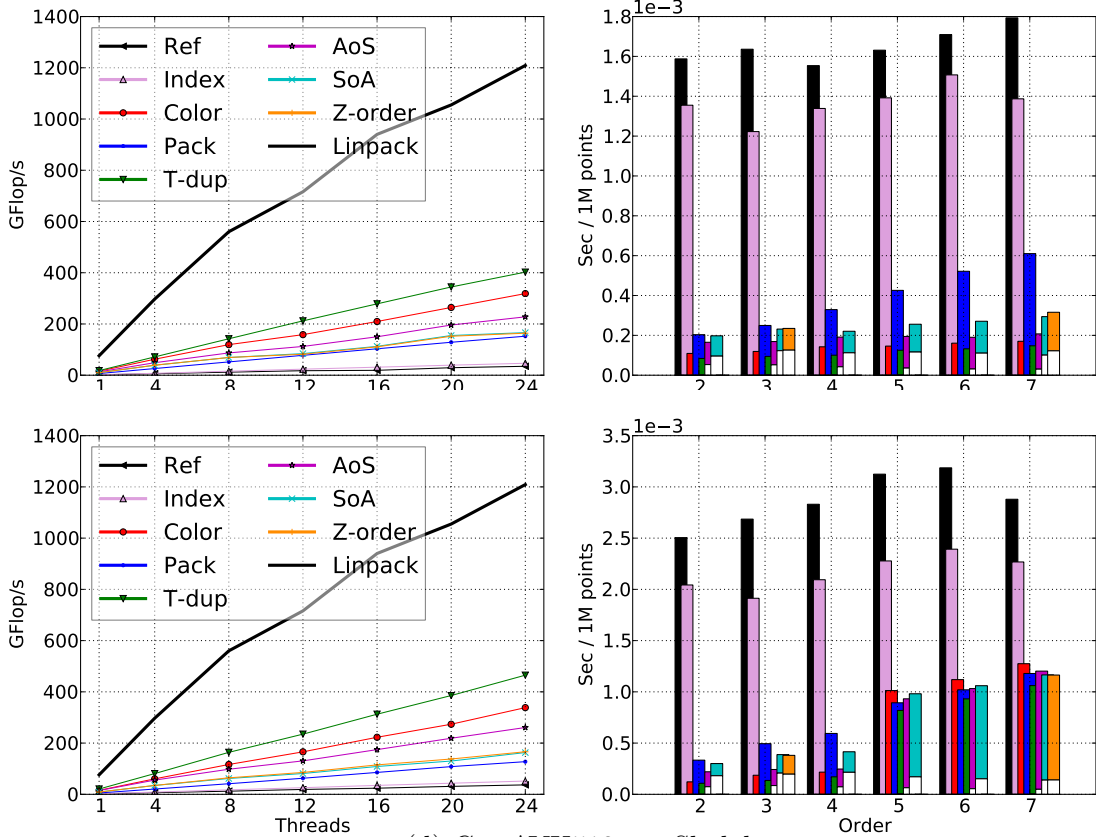 1400
1200
1000
800
600
400
200
0
GFlop/s
Ref
Index
Color
Pack
T-dup
AoS
SoA
Z-order
Linpack
1 4 8 12 16 20 24
1e−3
1.8
1.6
1.4
1.2
1.0
0.8
0.6
0.4
0.2
0.0
Sec / 1M points
2 3 4 5 6 7
1400
1200
1000
800
600
400
200
0
GFlop/s
Ref
Index
Color
Pack
T-dup
AoS
SoA
Z-order
Linpack
1 4 8 12 16 20 24
Threads
1e−3
3.5
3.0
2.5
2.0
1.5
1.0
0.5
0.0
Sec / 1M points
2 3 4 5 6 7
Order